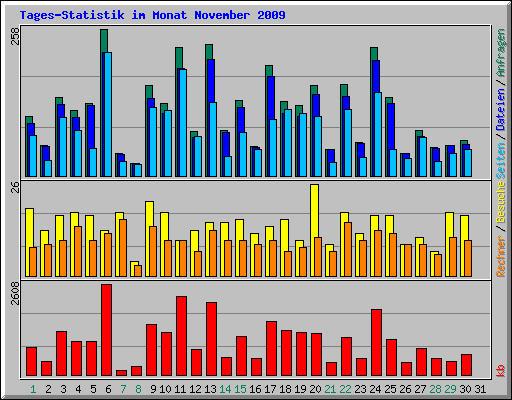 Tages-Statistik im Monat November 2009
258
26
2608
Rechner / Besuche
Seiten / Dateien / Anfragen
kb
1 2 3 4 5 6 7 8 9 10 11 12 13 14 15 16 17 18 19 20 21 22 23 24 25 26 27 28 29 30 31